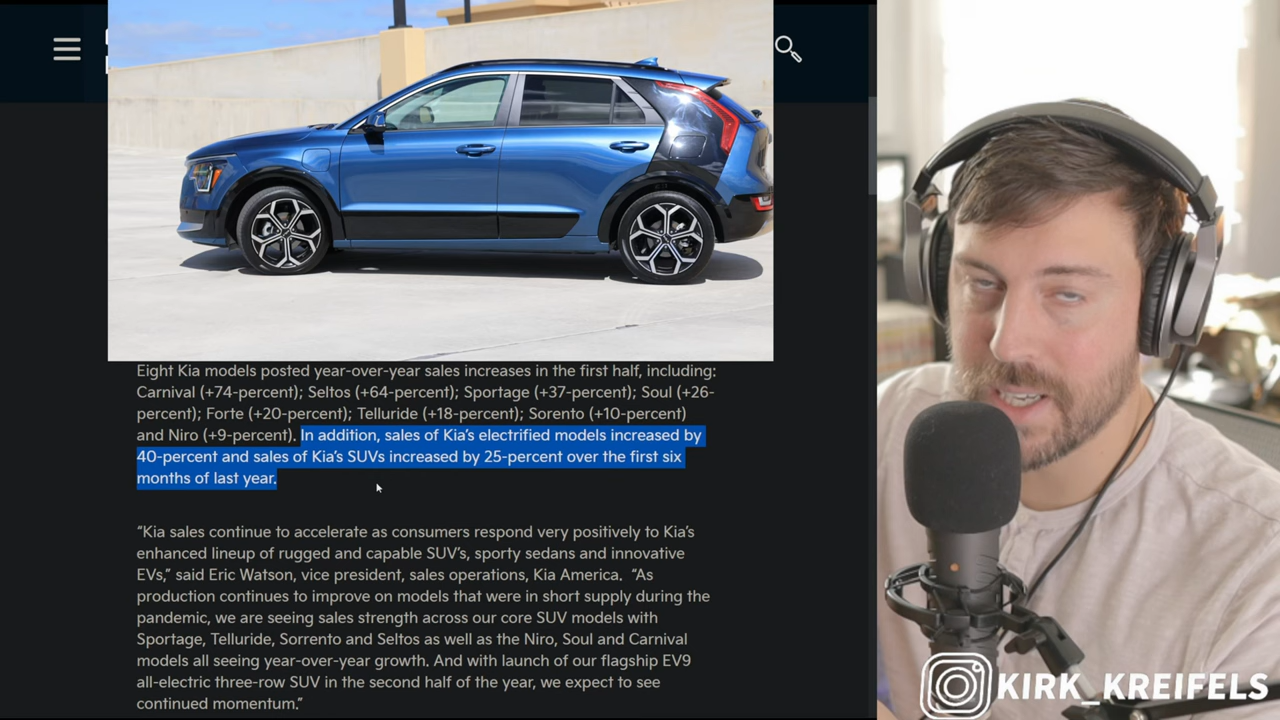 Eight Kia models posted year-over-year sales increases in the first half, including:
Carnival (+74-percent); Seltos (+64-percent); Sportage (+37-percent); Soul (+26-
percent); Forte (+20-percent); Telluride (+18-percent); Sorento (+10-percent)
and Niro (+9-percent). In addition, sales of Kia's electrified models increased by
40-percent and sales of Kia's SUVs increased by 25-percent over the first six
months of last year.
“Kia sales continue to accelerate as consumers respond very positively to Kia's
enhanced lineup of rugged and capable SUV's, sporty sedans and innovative
EVs,” said Eric Watson, vice president, sales operations, Kia America. “As
production continues to improve on models that were in short supply during the
pandemic, we are seeing sales strength across our core SUV models with
Sportage, Telluride, Sorrento and Seltos as well as the Niro, Soul and Carnival
models all seeing year-over-year growth. And with launch of our flagship EV9
all-electric three-row SUV in the second half of the year, we expect to see
continued momentum.”
KIRK_KREIFELS